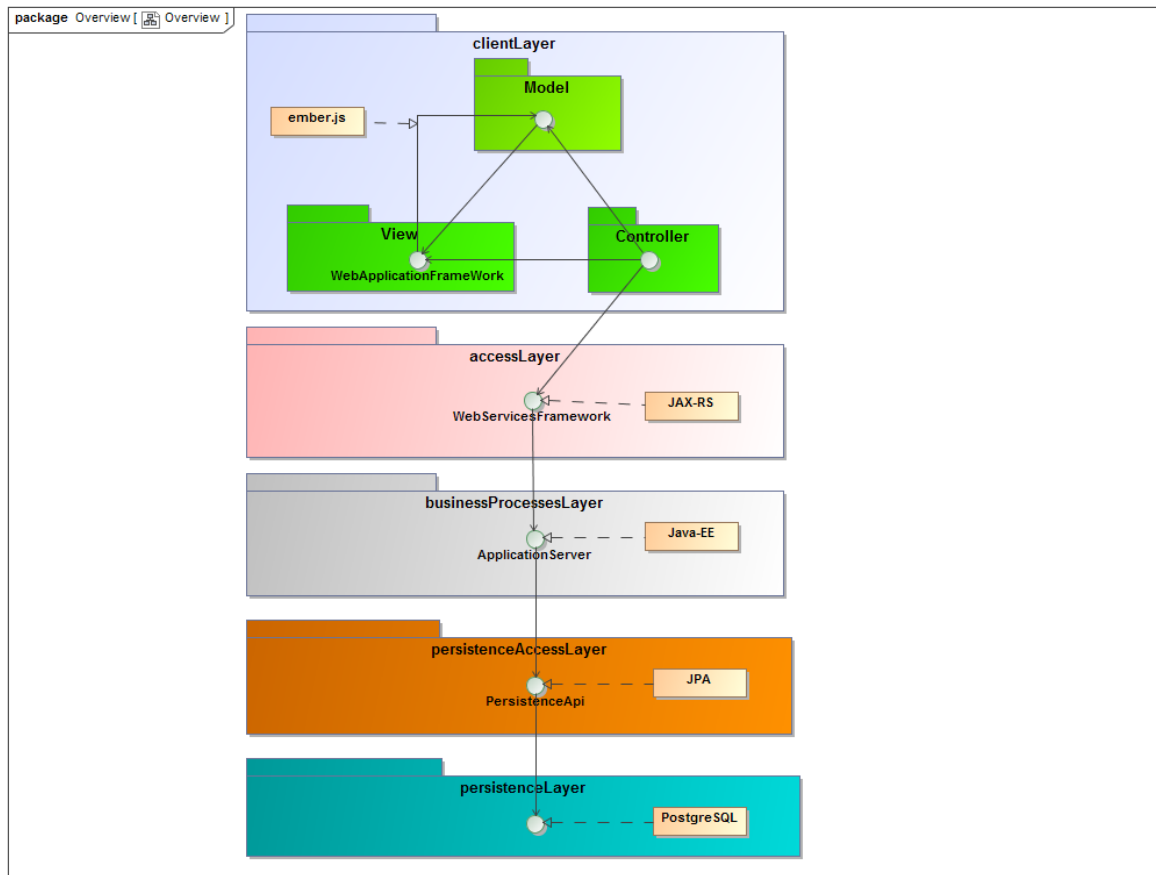 package Overview [ Overview ]
clientLayer
Model
ember.js
View
Controller
WebApplicationFrameWork
accessLayer
JAX-RS
WebServicesFramework
businessProcessesLayer
Java-EE
ApplicationServer
persistenceAccessLayer
JPA
PersistenceApi
persistenceLayer
PostgreSQL